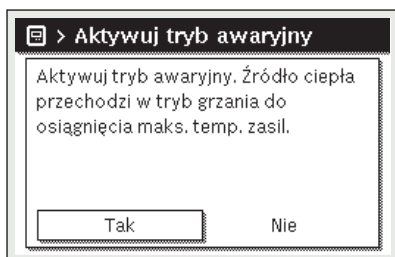 > Aktywuj tryb awaryjny
Aktywuj tryb awaryjny. Źródło ciepła
przechodzi w tryb grzania do
osiągnięcia maks. temp. zasil.
Tak Nie